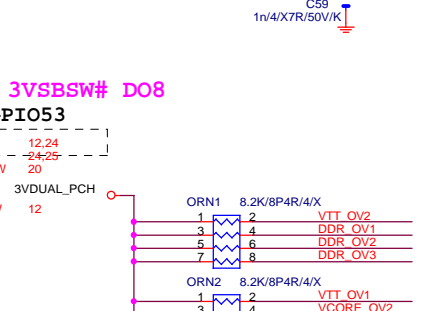 C59
1n/4/X7R/50V/K
3VSBSW# DO8
PIO53
12,24
24,25
20
3VDUAL_PCH
12
ORN1 8.2K/8P4R/4/X
1 2 VTT_OV2
3 4 DDR_OV1
5 6 DDR_OV2
7 8 DDR_OV3
ORN2 8.2K/8P4R/4/X
1 2 VTT_OV1
3 4 VCORE_OV2